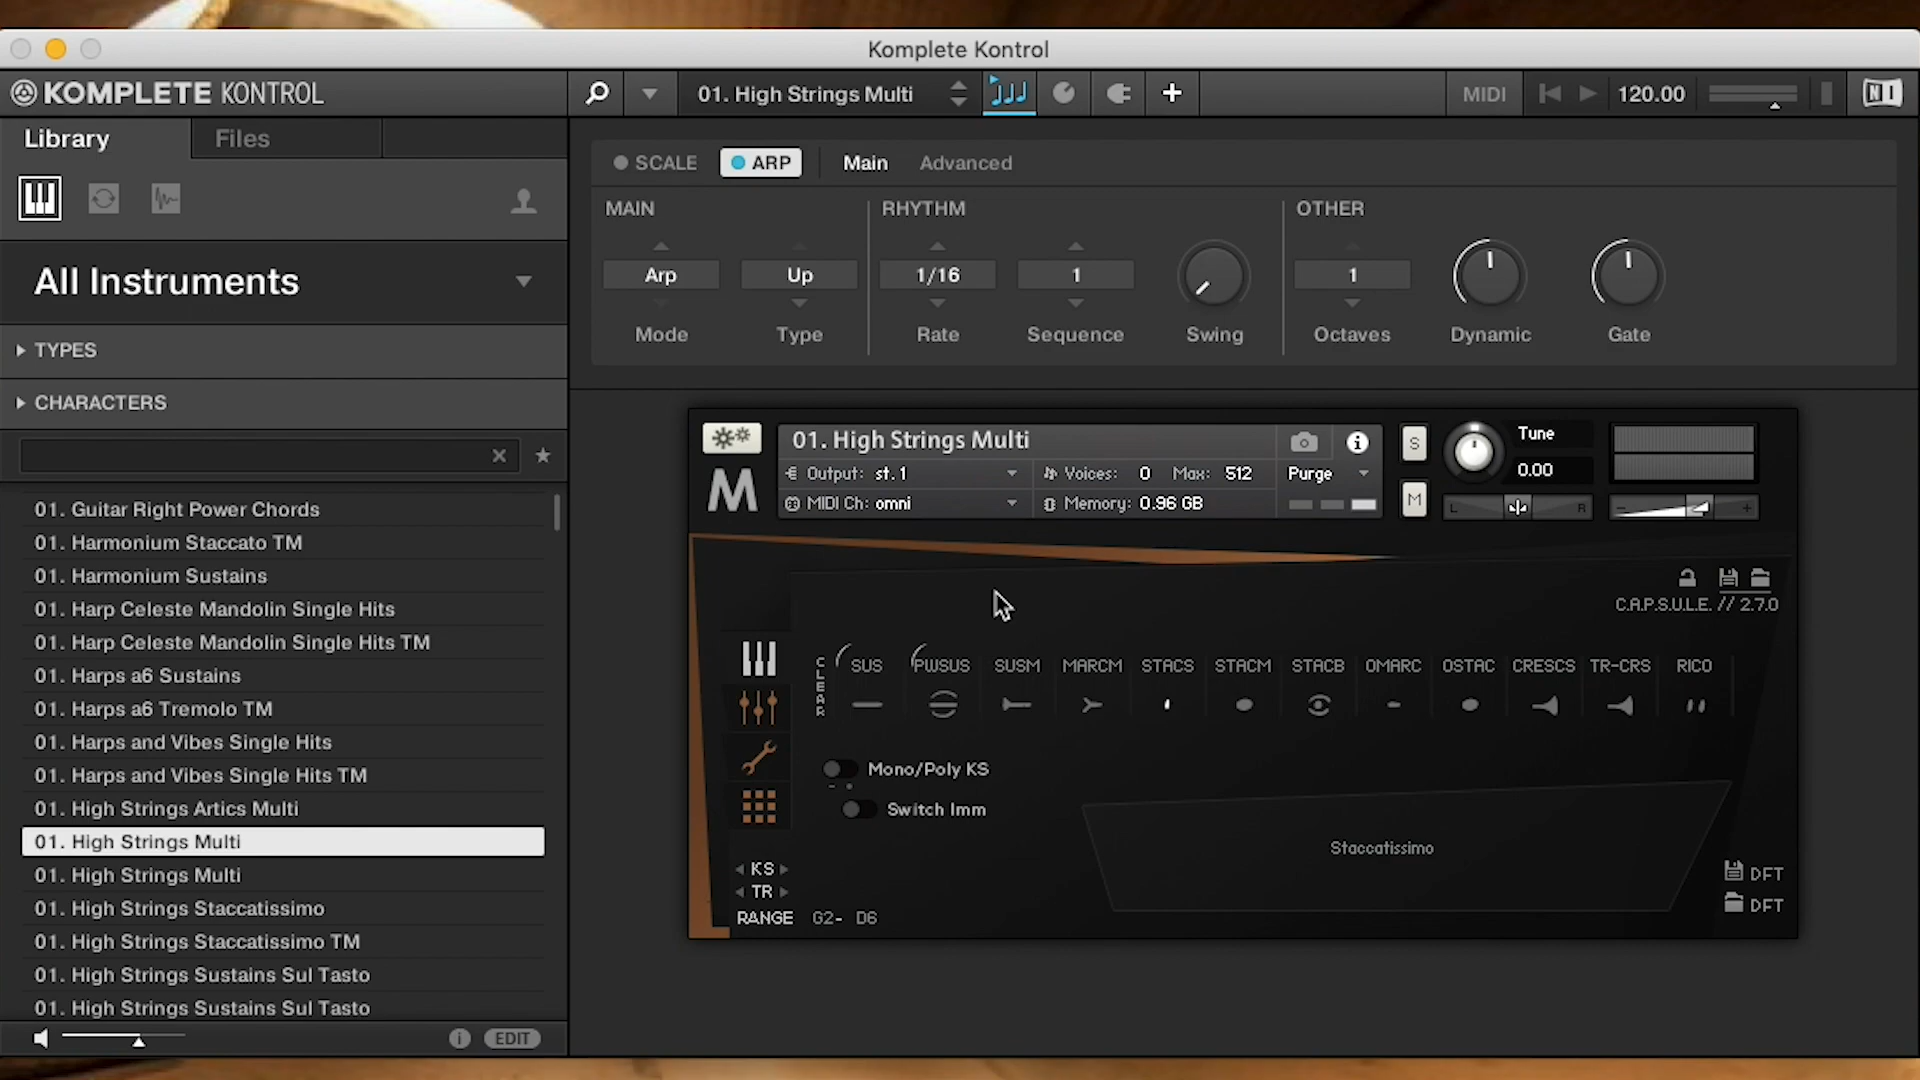 Komplete Kontrol
KOMPLETE KONTROL
01. High Strings Multi
MIDI
120.00
Library
Files
SCALE
ARP
Main
Advanced
MAIN
RHYTHM
OTHER
All Instruments
Arp
Up
1/16
1
1
Mode
Type
Rate
Sequence
Swing
Octaves
Dynamic
Gate
TYPES
CHARACTERS
01. Guitar Right Power Chords
01. Harmonium Staccato TM
01. Harmonium Sustains
01. Harp Celeste Mandolin Single Hits
01. Harp Celeste Mandolin Single Hits TM
01. Harps a6 Sustains
01. Harps a6 Tremolo TM
01. Harps and Vibes Single Hits
01. Harps and Vibes Single Hits TM
01. High Strings Artics Multi
01. High Strings Multi
01. High Strings Multi
01. High Strings Staccatissimo
01. High Strings Staccatissimo TM
01. High Strings Sustains Sul Tasto
01. High Strings Sustains Sul Tasto
EDIT
M
01. High Strings Multi
Output: st. 1
Voices: 0 Max: 512
Purge
MIDI Ch: omni
Memory: 0.96 GB
S
M
Tune
0.00
L
R
C.A.P.S.U.L.E. // 2.7.0
CLEAR
SUS PWSUS SUSM MARCM STACS STACM STACB OMARC OSTAC CRESCS TR-CRS RICO
Mono/Poly KS
Switch Imm
Staccatissimo
KS
TR
RANGE G2- D6
DFT
DFT